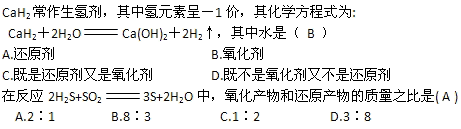 CaH₂常作生氢剂，其中氢元素呈—1价，其化学方程式为:
CaH₂＋2H₂O═══Ca(OH)₂＋2H₂↑，其中水是（ B ）
A.还原剂 B.氧化剂
C.既是还原剂又是氧化剂 D.既不是氧化剂又不是还原剂
在反应 2H₂S+SO₂═══3S+2H₂O 中，氧化产物和还原产物的质量之比是( A )
A.2∶1 B.8∶3 C.1∶2 D.3∶8